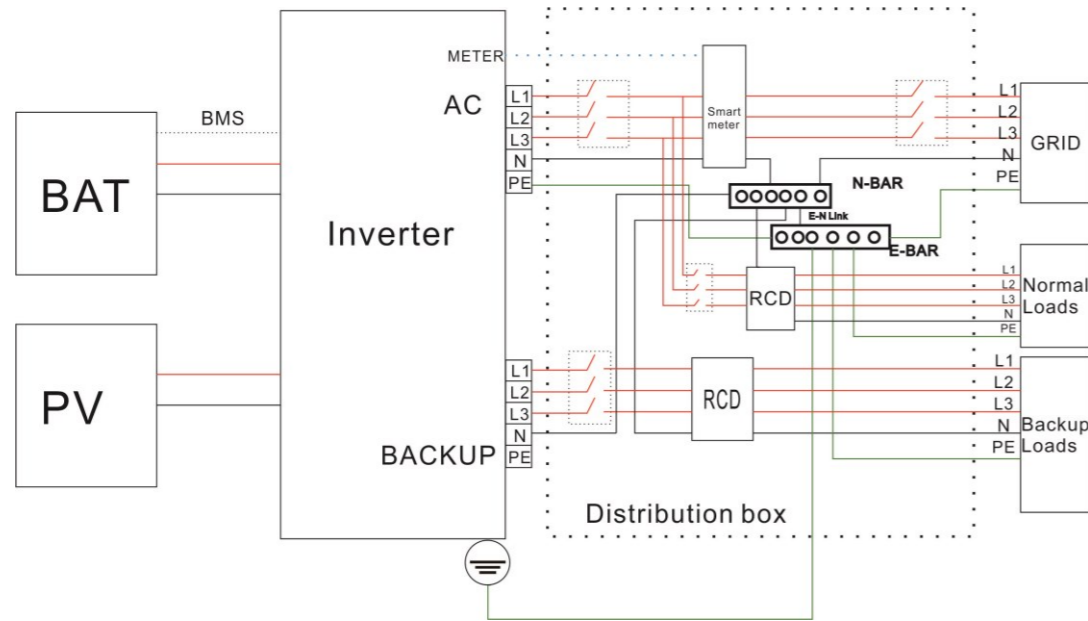 METER
AC
L1
L2
L3
N
PE
BMS
BAT
Inverter
PV
L1
L2
L3
N
PE
BACKUP
Smart
meter
N-BAR
E-N Link
E-BAR
RCD
RCD
Distribution box
L1
L2
L3
N
PE
GRID
L1
L2
L3
N
PE
Normal
Loads
L1
L2
L3
N
PE
Backup
Loads